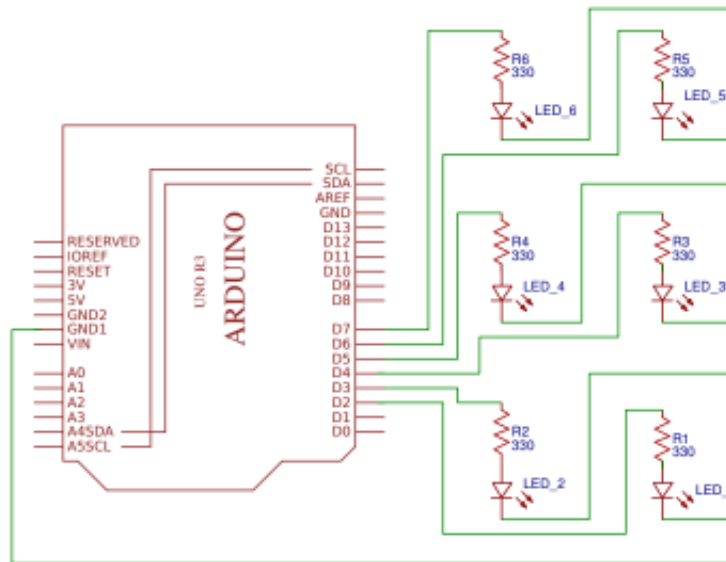 R6
330
LED_6
R5
330
LED_5
SCL
SDA
AREF
GND
D13
D12
D11
D10
D9
D8
RESERVED
IOREF
RESET
3V
5V
GND2
GND1
VIN
UNO R3
ARDUINO
R4
330
LED_4
R3
330
LED_3
D7
D6
D5
D4
D3
D2
D1
D0
A0
A1
A2
A3
A4SDA
A5SCL
R2
330
LED_2
R1
330
LED_